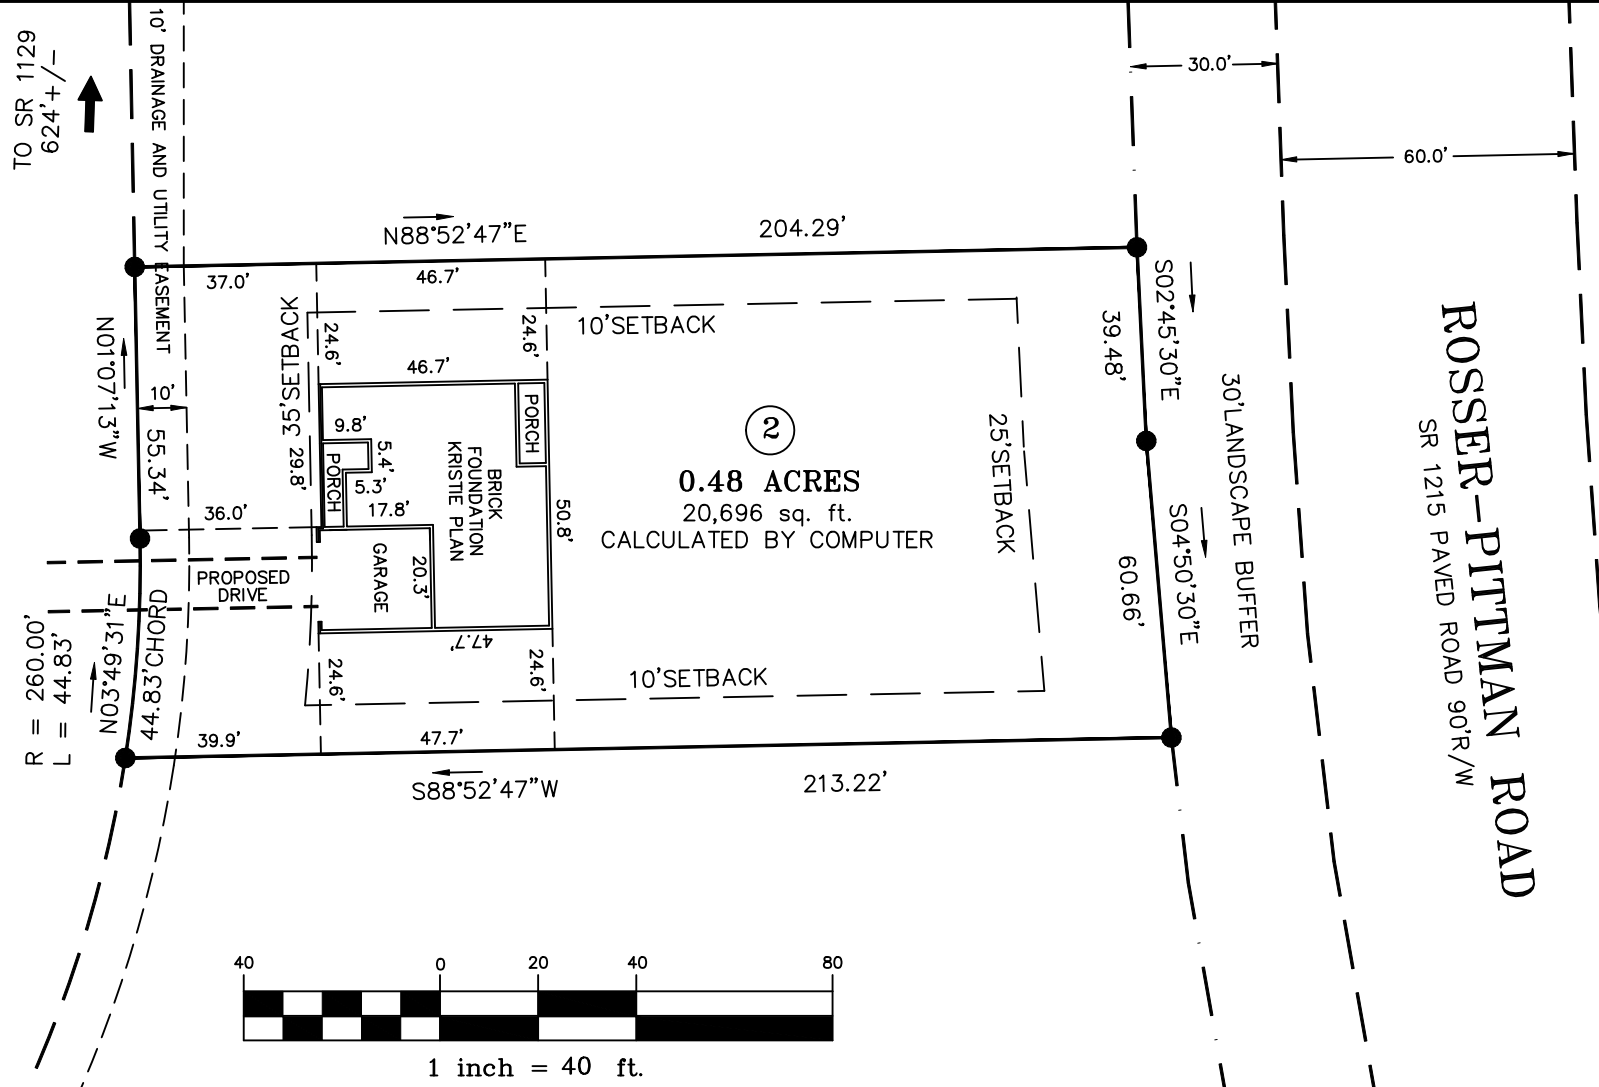 TO SR 1129
624'+/-
10' DRAINAGE AND UTILITY EASEMENT
30.0'
60.0'
N88°52'47"E
204.29'
37.0'
46.7'
N01°07'13"W
55.34'
10'
35'SETBACK
24.6'
24.6'
10'SETBACK
46.7'
9.8'
5.4'
5.3'
17.8'
29.8'
PORCH
PORCH
BRICK
FOUNDATION
KRISTIE PLAN
GARAGE
20.3'
50.8'
47.7'
36.0'
PROPOSED
DRIVE
2
0.48 ACRES
20,696 sq. ft.
CALCULATED BY COMPUTER
25'SETBACK
S02°45'30"E
39.48'
S04°50'30"E
60.66'
30'LANDSCAPE BUFFER
ROSSER-PITTMAN ROAD
SR 1215 PAVED ROAD 90'R/W
R = 260.00'
L = 44.83'
N03°49'31"E
44.83'CHORD
24.6'
24.6'
10'SETBACK
39.9'
47.7'
S88°52'47"W
213.22'
40 0 20 40 80
1 inch = 40 ft.